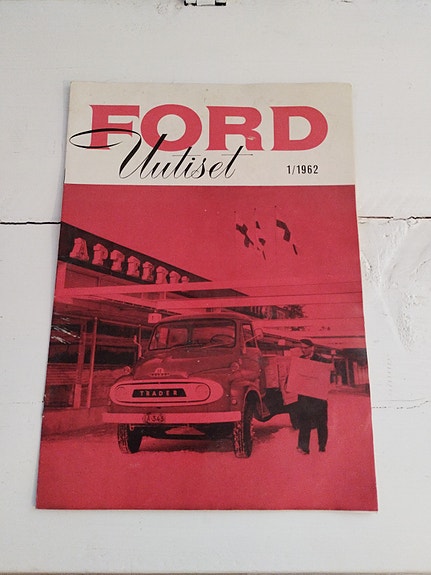 FORD
Uutiset
1/1962
TRADER